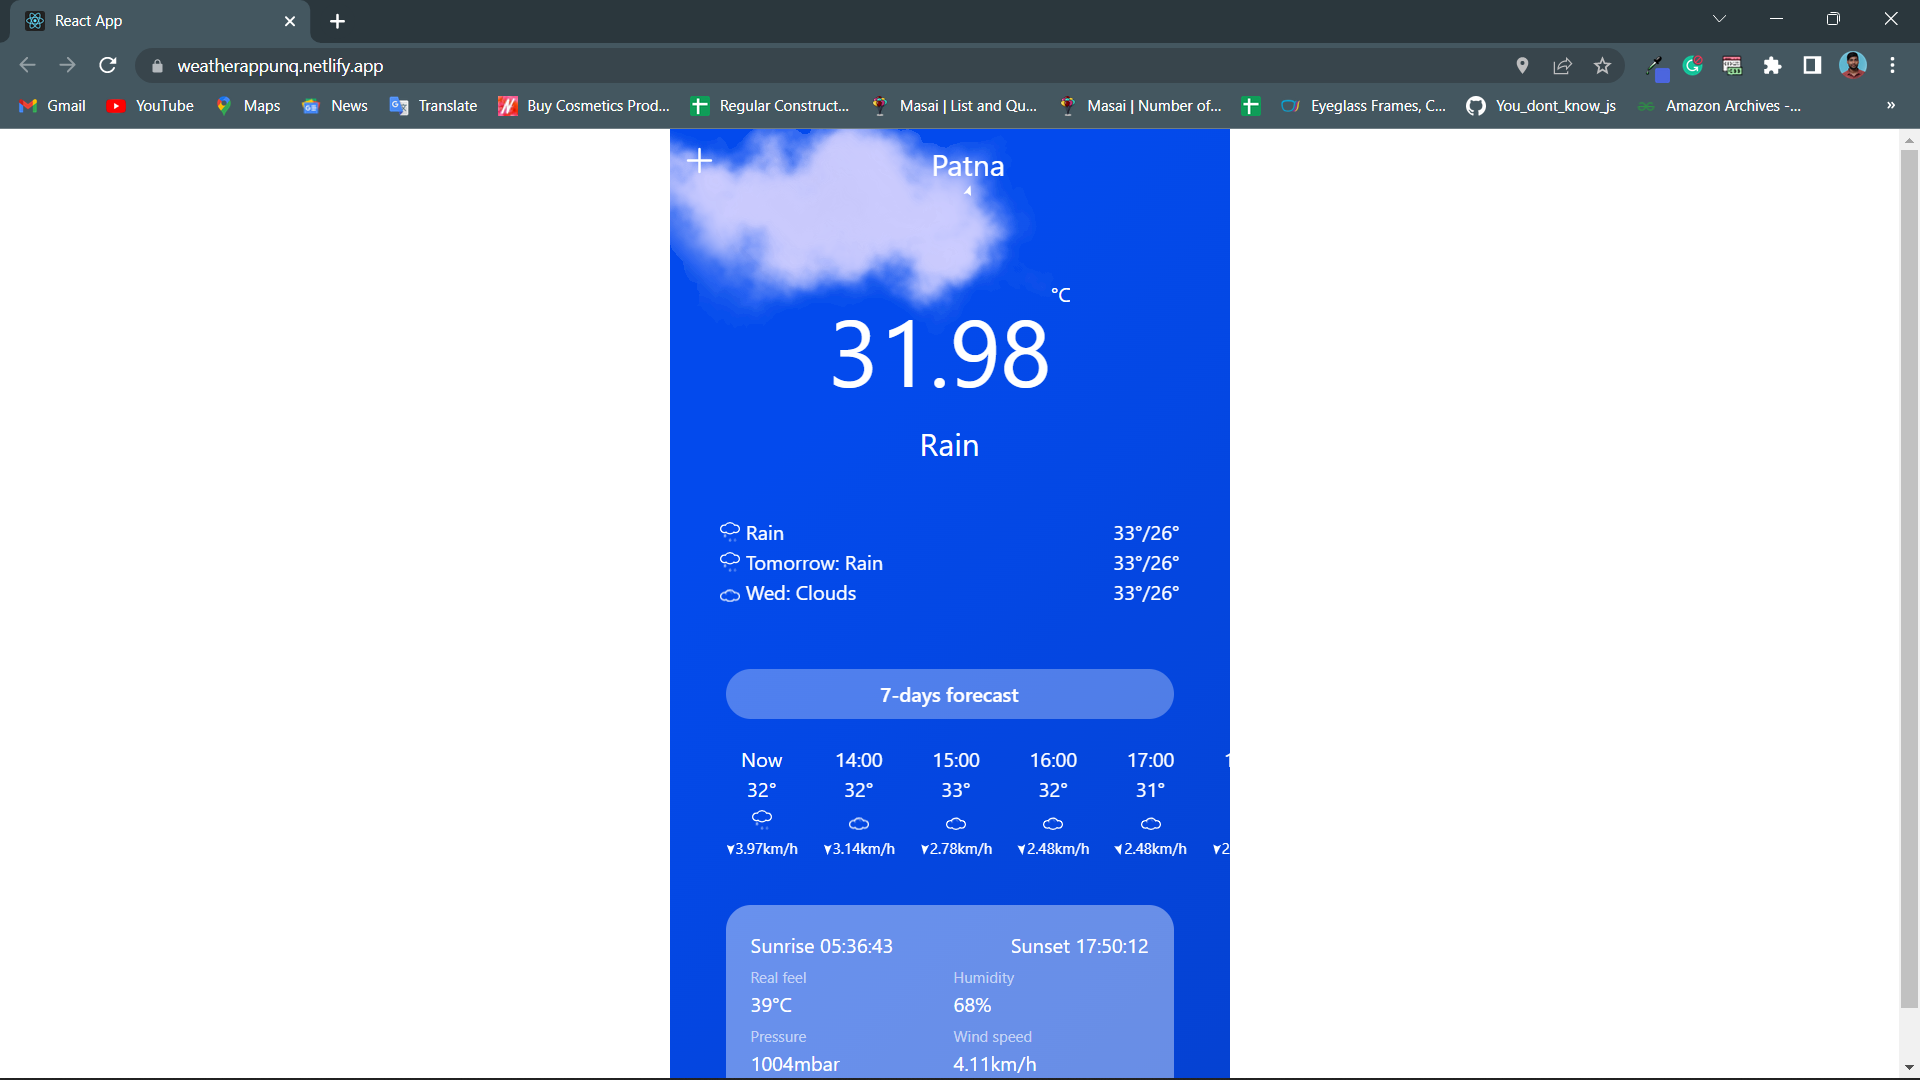 React App
weatherappunq.netlify.app
Gmail YouTube Maps News Translate Buy Cosmetics Prod... Regular Construct... Masai | List and Qu... Masai | Number of... Eyeglass Frames, C... You_dont_know_js Amazon Archives -... »
Patna
°C
31.98
Rain
Rain 33°/26°
Tomorrow: Rain 33°/26°
Wed: Clouds 33°/26°
7-days forecast
Now 14:00 15:00 16:00 17:00
32° 32° 33° 32° 31°
3.97km/h 3.14km/h 2.78km/h 2.48km/h 2.48km/h
Sunrise 05:36:43 Sunset 17:50:12
Real feel Humidity
39°C 68%
Pressure Wind speed
1004mbar 4.11km/h